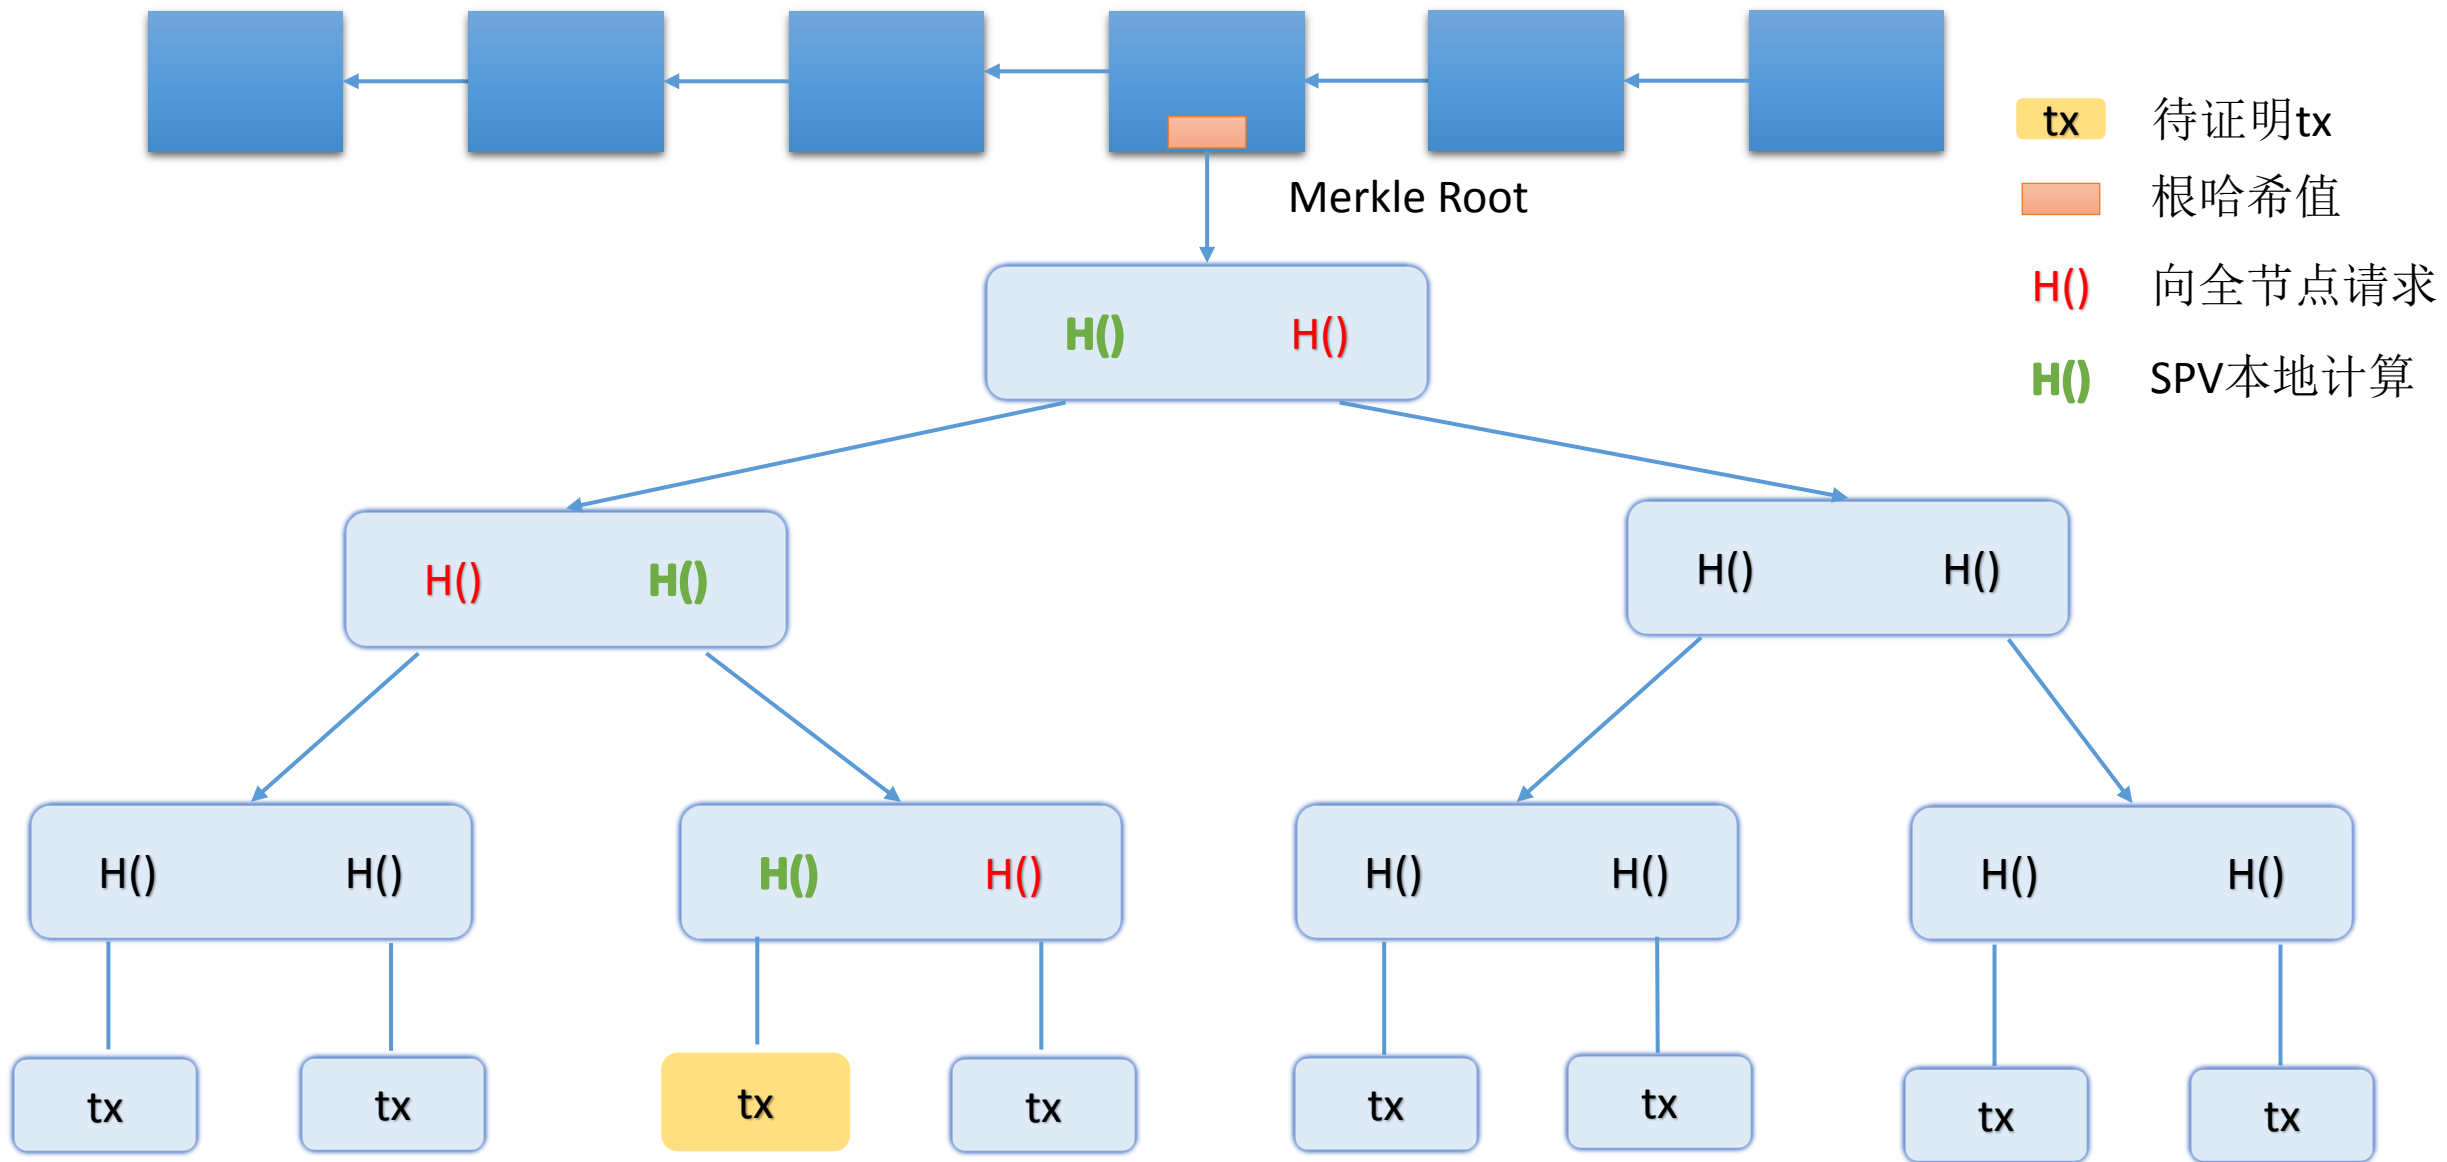 tx 待证明tx
Merkle Root
根哈希值
H() 向全节点请求
H() H()
H() SPV本地计算
H() H()
H() H()
H() H()
H() H()
H() H()
H() H()
tx tx tx tx tx tx tx tx